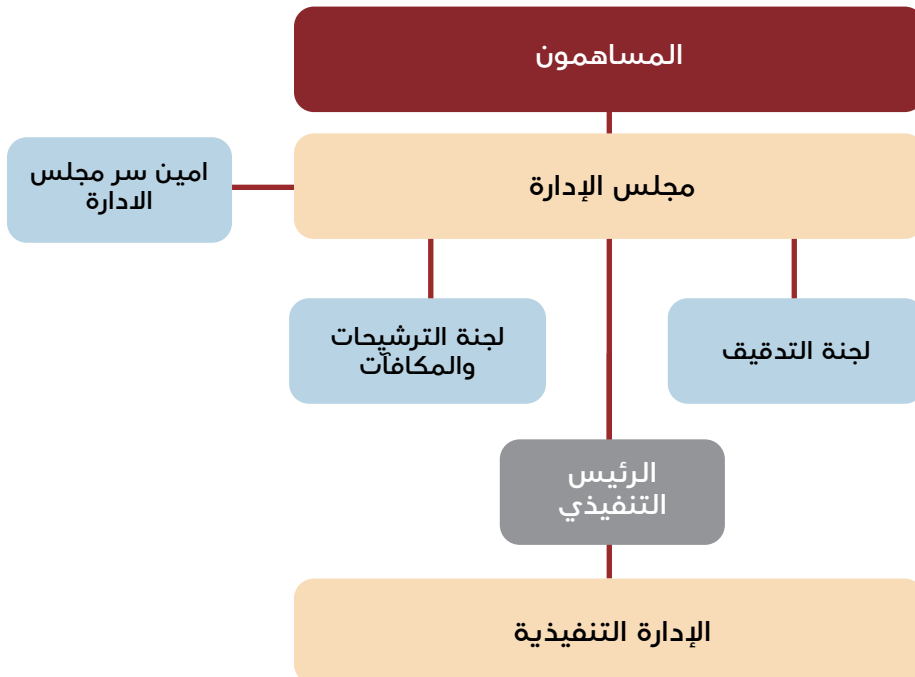 المساهمون
مجلس الإدارة
امين سر مجلس
الادارة
لجنة التدقيق
لجنة الترشيحات
والمكافآت
الرئيس
التنفيذي
الإدارة التنفيذية